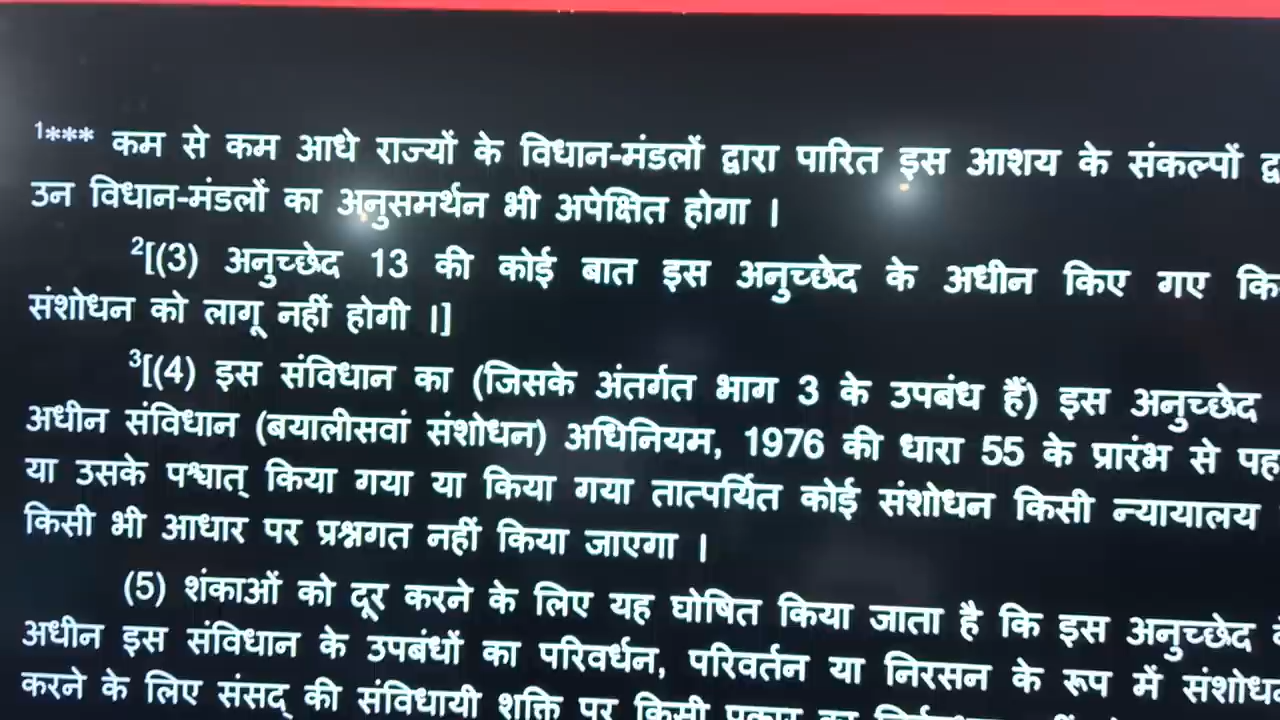 ¹*** कम से कम आधे राज्यों के विधान-मंडलों द्वारा पारित इस आशय के संकल्पों
उन विधान-मंडलों का अनुसमर्थन भी अपेक्षित होगा ।
²[(3) अनुच्छेद 13 की कोई बात इस अनुच्छेद के अधीन किए गए
संशोधन को लागू नहीं होगी ।]
³[(4) इस संविधान का (जिसके अंतर्गत भाग 3 के उपबंध हैं) इस अनुच्छेद
अधीन संविधान (बयालीसवां संशोधन) अधिनियम, 1976 की धारा 55 के प्रारंभ से
या उसके पश्चात् किया गया या किया गया तात्पर्यित कोई संशोधन किसी न्यायालय
किसी भी आधार पर प्रश्नगत नहीं किया जाएगा ।
(5) शंकाओं को दूर करने के लिए यह घोषित किया जाता है कि इस अनुच्छेद
अधीन इस संविधान के उपबंधों का परिवर्धन, परिवर्तन या निरसन के रूप में
करने के लिए संसद् की संविधायी शक्ति पर किसी